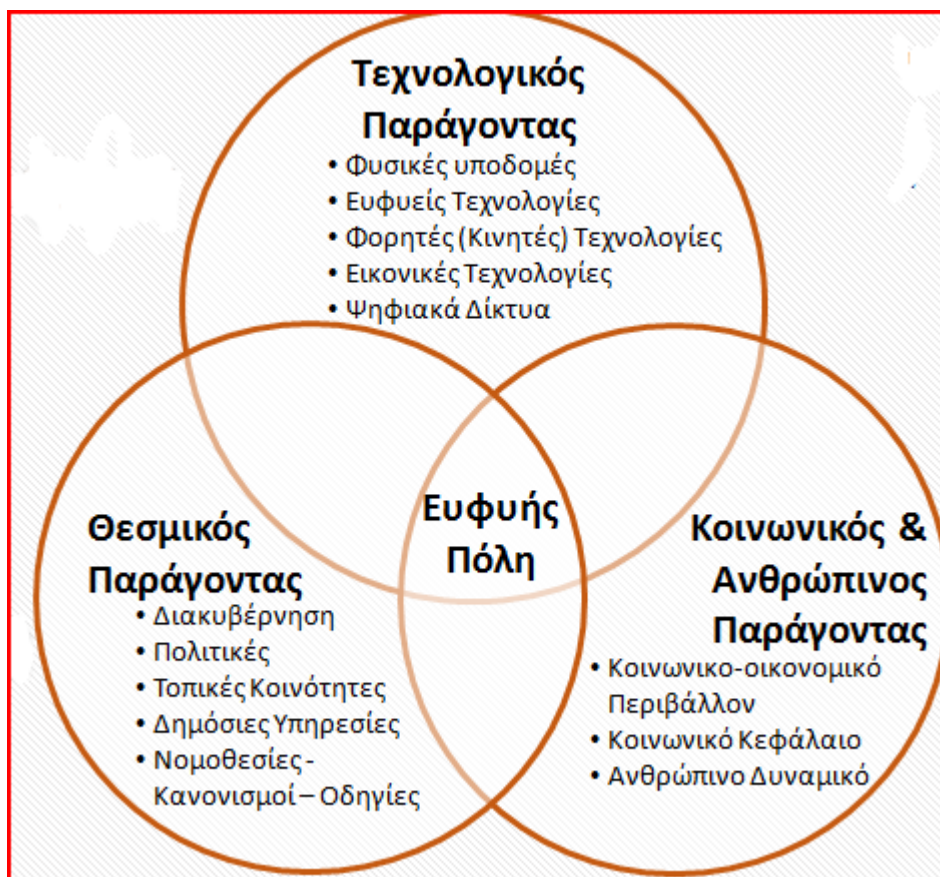 Τεχνολογικός
Παράγοντας
• Φυσικές υποδομές
• Ευφυείς Τεχνολογίες
• Φορητές (Κινητές) Τεχνολογίες
• Εικονικές Τεχνολογίες
• Ψηφιακά Δίκτυα
Ευφυής
Πόλη
Θεσμικός
Παράγοντας
• Διακυβέρνηση
• Πολιτικές
• Τοπικές Κοινότητες
• Δημόσιες Υπηρεσίες
• Νομοθεσίες -
Κανονισμοί – Οδηγίες
Κοινωνικός &
Ανθρώπινος
Παράγοντας
• Κοινωνικο-οικονομικό
Περιβάλλον
• Κοινωνικό Κεφάλαιο
• Ανθρώπινο Δυναμικό